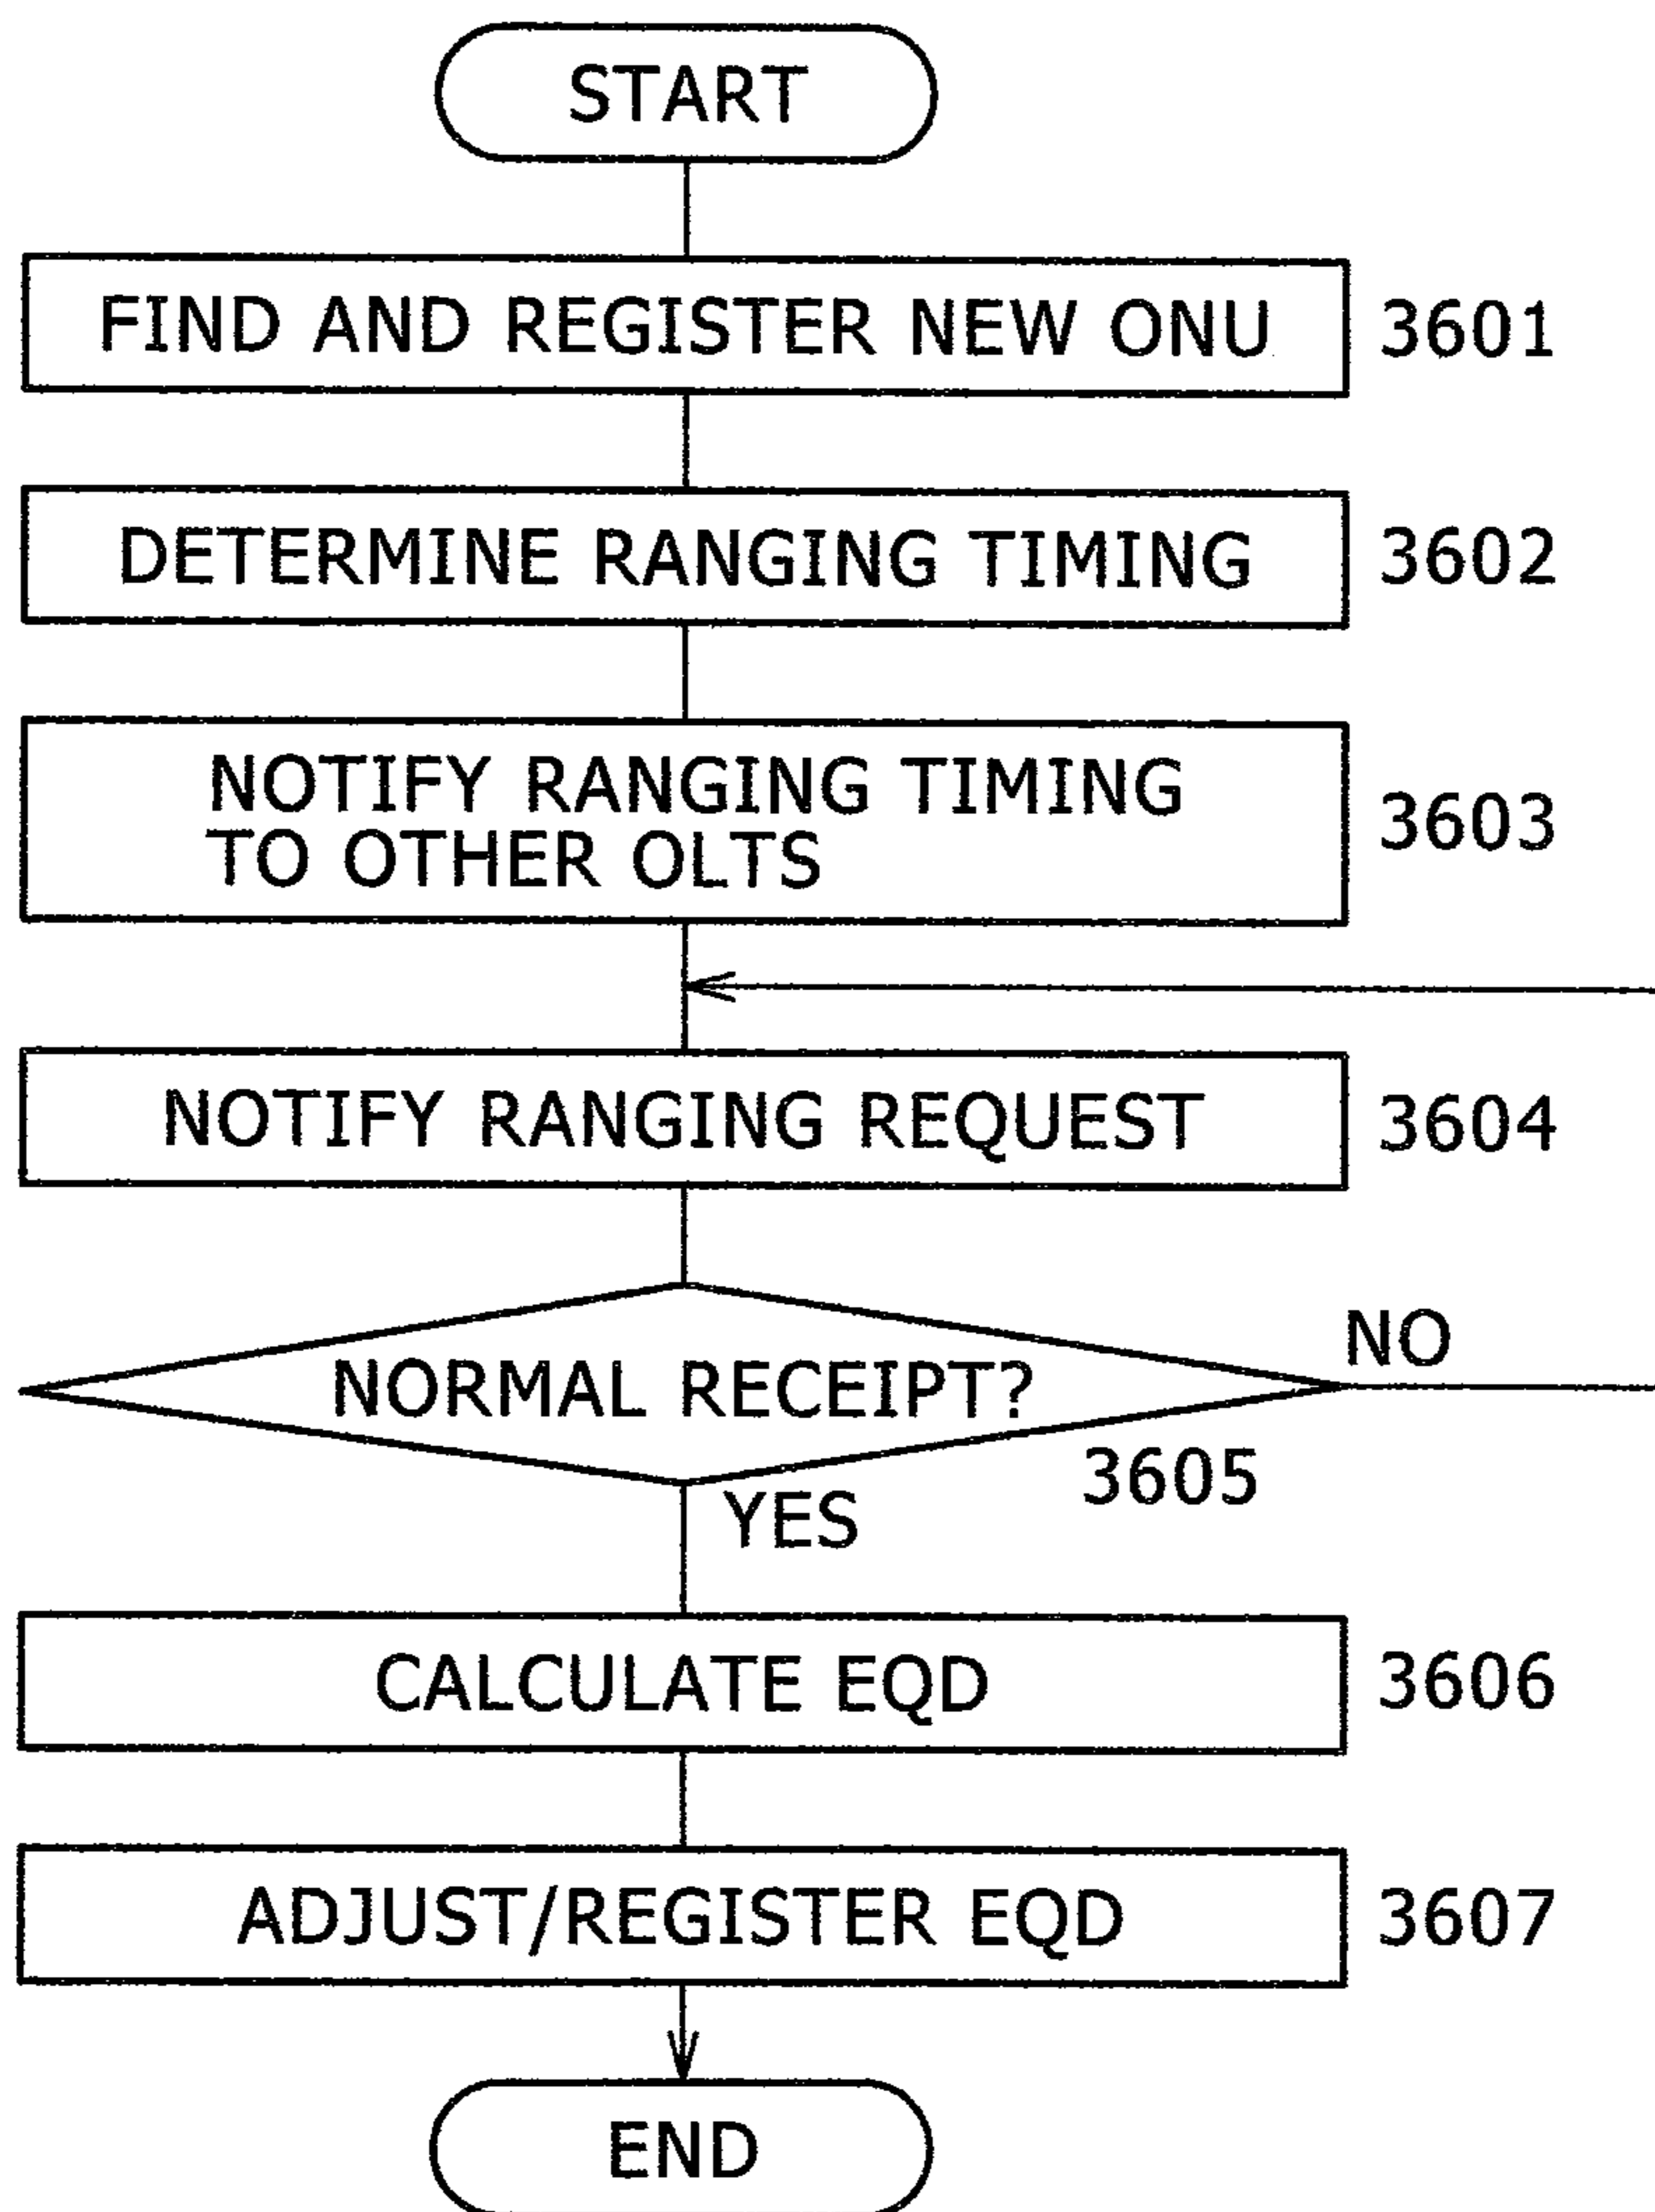 START
FIND AND REGISTER NEW ONU 3601
DETERMINE RANGING TIMING 3602
NOTIFY RANGING TIMING
TO OTHER OLTS
3603
NOTIFY RANGING REQUEST 3604
NORMAL RECEIPT?
NO
3605
YES
CALCULATE EQD 3606
ADJUST/REGISTER EQD 3607
END